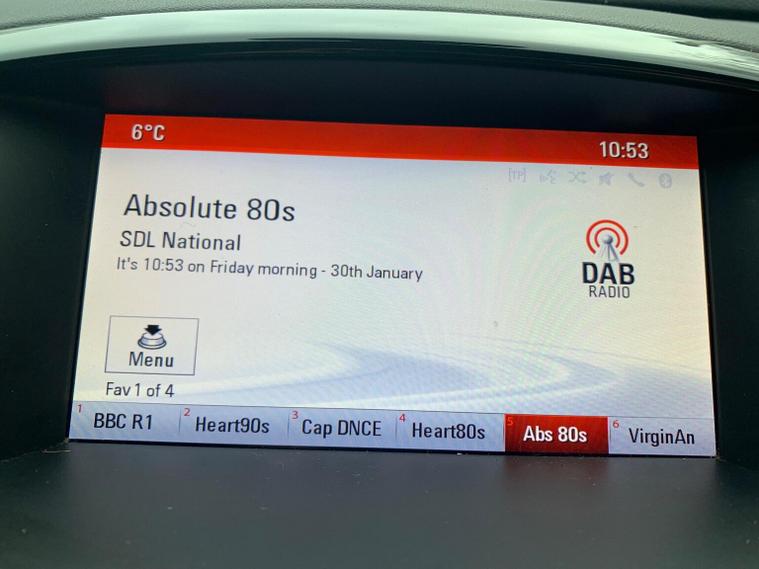 6°C 10:53
[TP]
Absolute 80s
SDL National
It's 10:53 on Friday morning - 30th January
DAB
RADIO
Menu
Fav 1 of 4
1 BBC R1 2 Heart90s 3 Cap DNCE 4 Heart80s 5 Abs 80s 6 VirginAn